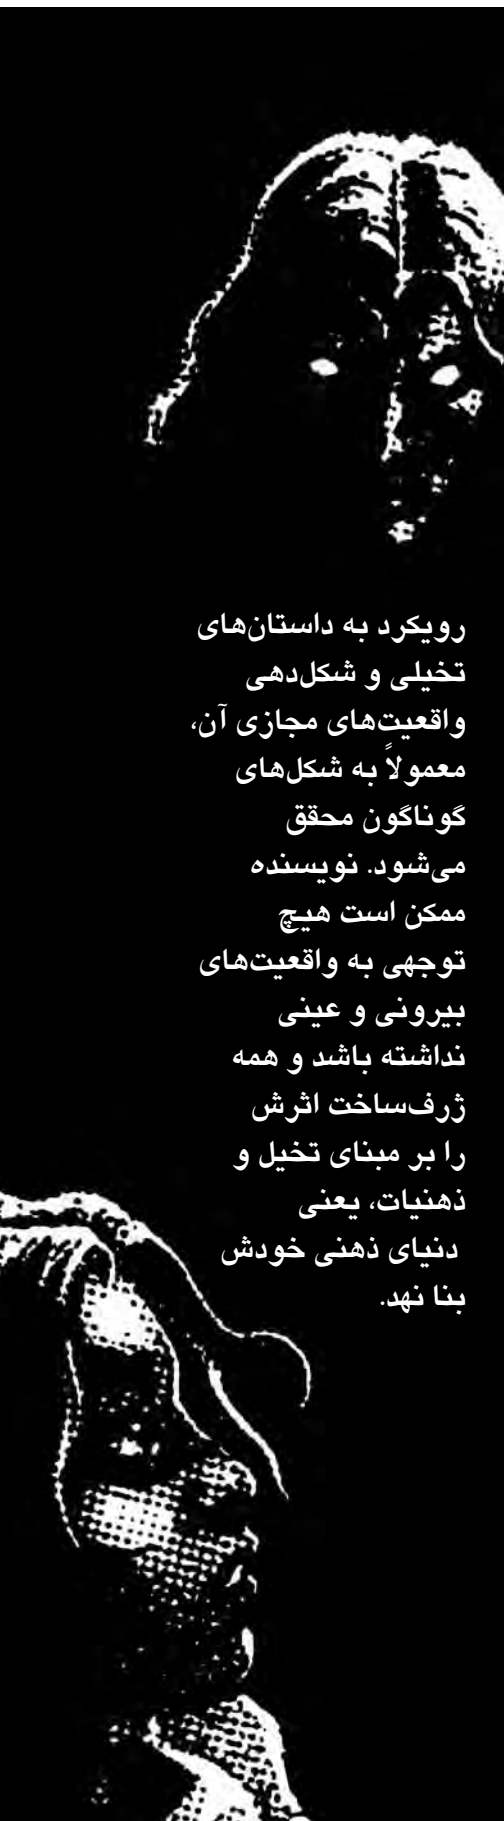 رویکرد به داستان‌های
تخیلی و شکل‌دهی
واقعیت‌های مجازی آن،
معمولاً به شکل‌های
گوناگون محقق
می‌شود. نویسنده
ممکن است هیچ
توجهی به واقعیت‌های
بیرونی و عینی
نداشته باشد و همه
ژرف‌ساخت اثرش
را بر مبنای تخیل و
ذهنیات، یعنی
دنیای ذهنی خودش
بنا نهد.